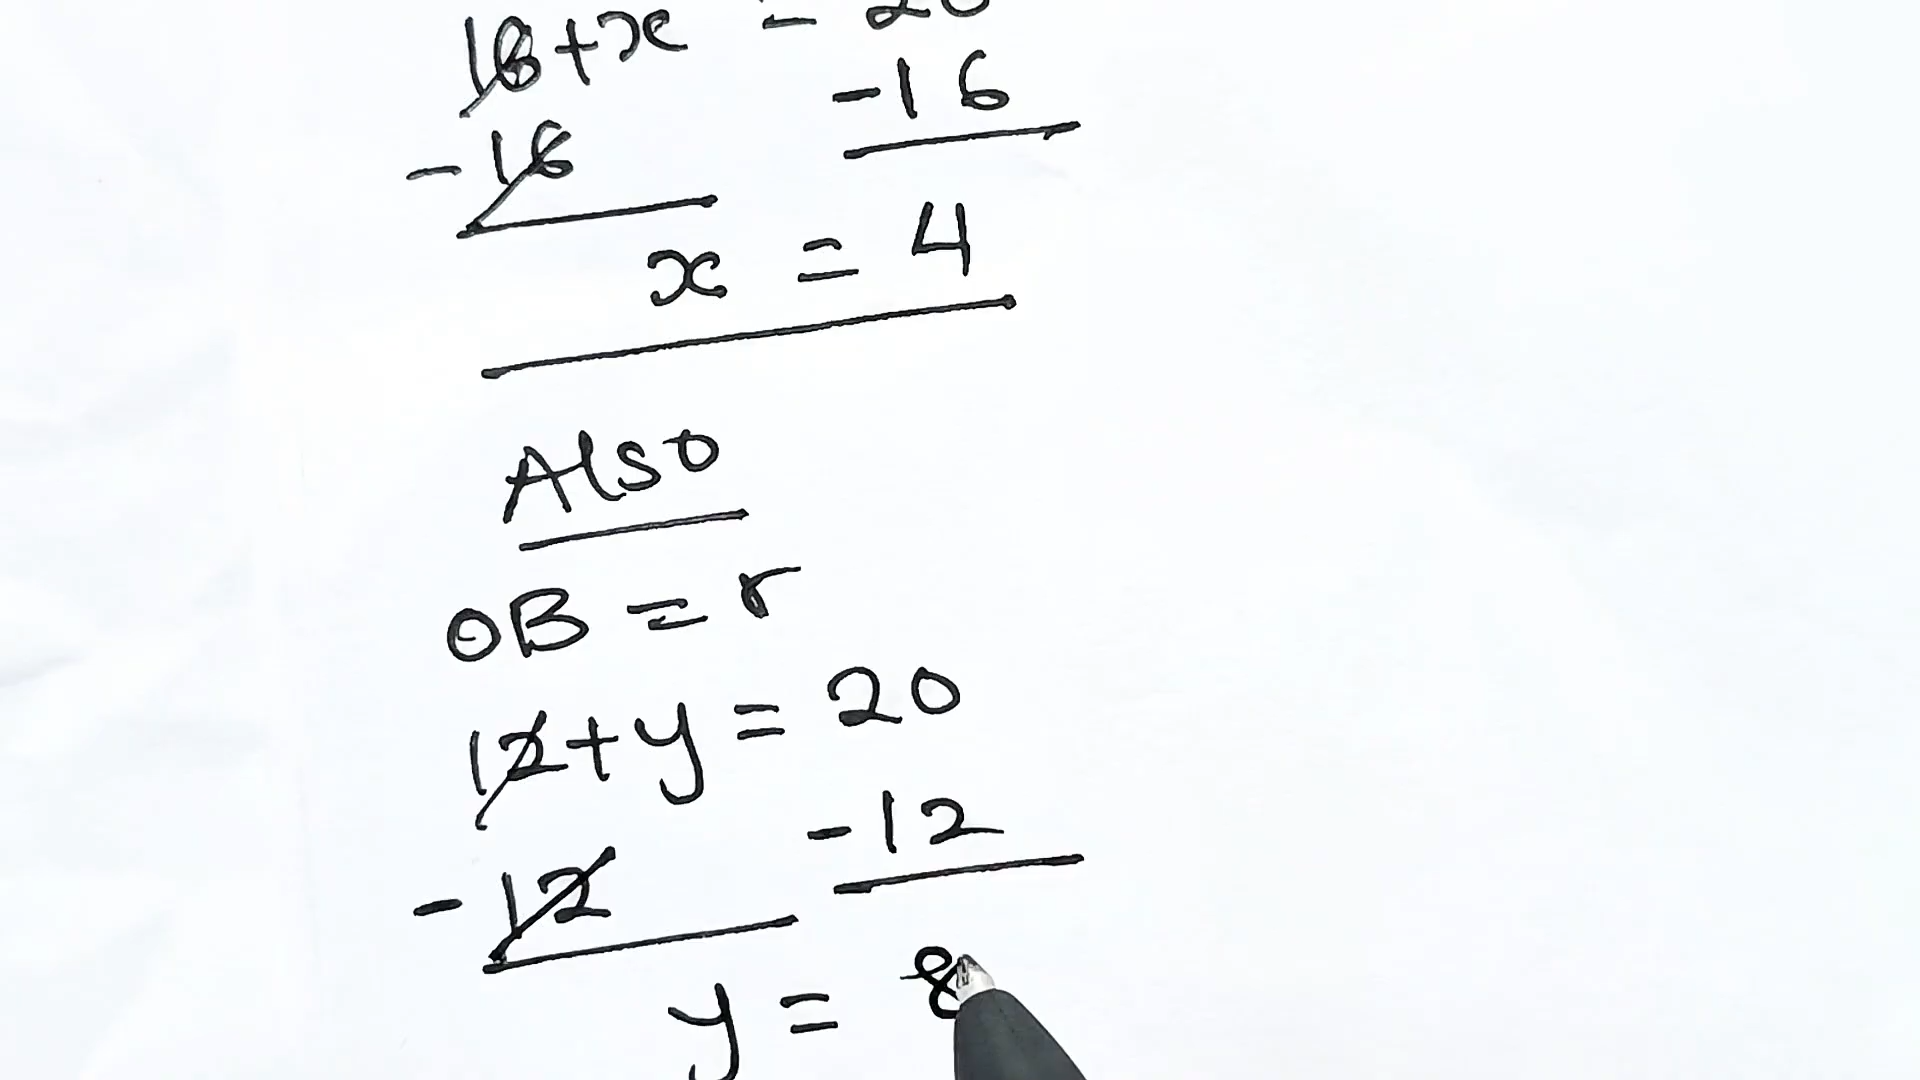 16+x = 20
-16 -16
x = 4
Also
OB = r
12+y = 20
-12 -12
y = 8